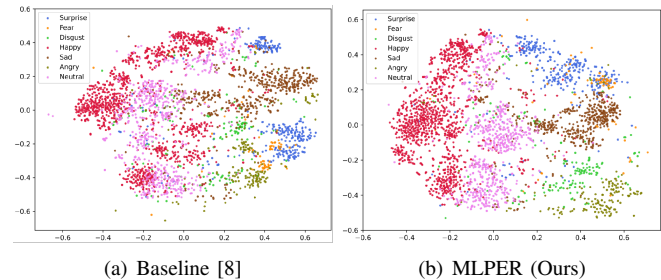 Surprise
Fear
Disgust
Happy
Sad
Angry
Neutral
0.6
0.4
0.2
0.0
−0.2
−0.4
−0.6
−0.6 −0.4 −0.2 0.0 0.2 0.4 0.6
(a) Baseline [8]
Surprise
Fear
Disgust
Happy
Sad
Angry
Neutral
0.6
0.4
0.2
0.0
−0.2
−0.4
−0.6
−0.6 −0.4 −0.2 0.0 0.2 0.4 0.6
(b) MLPER (Ours)